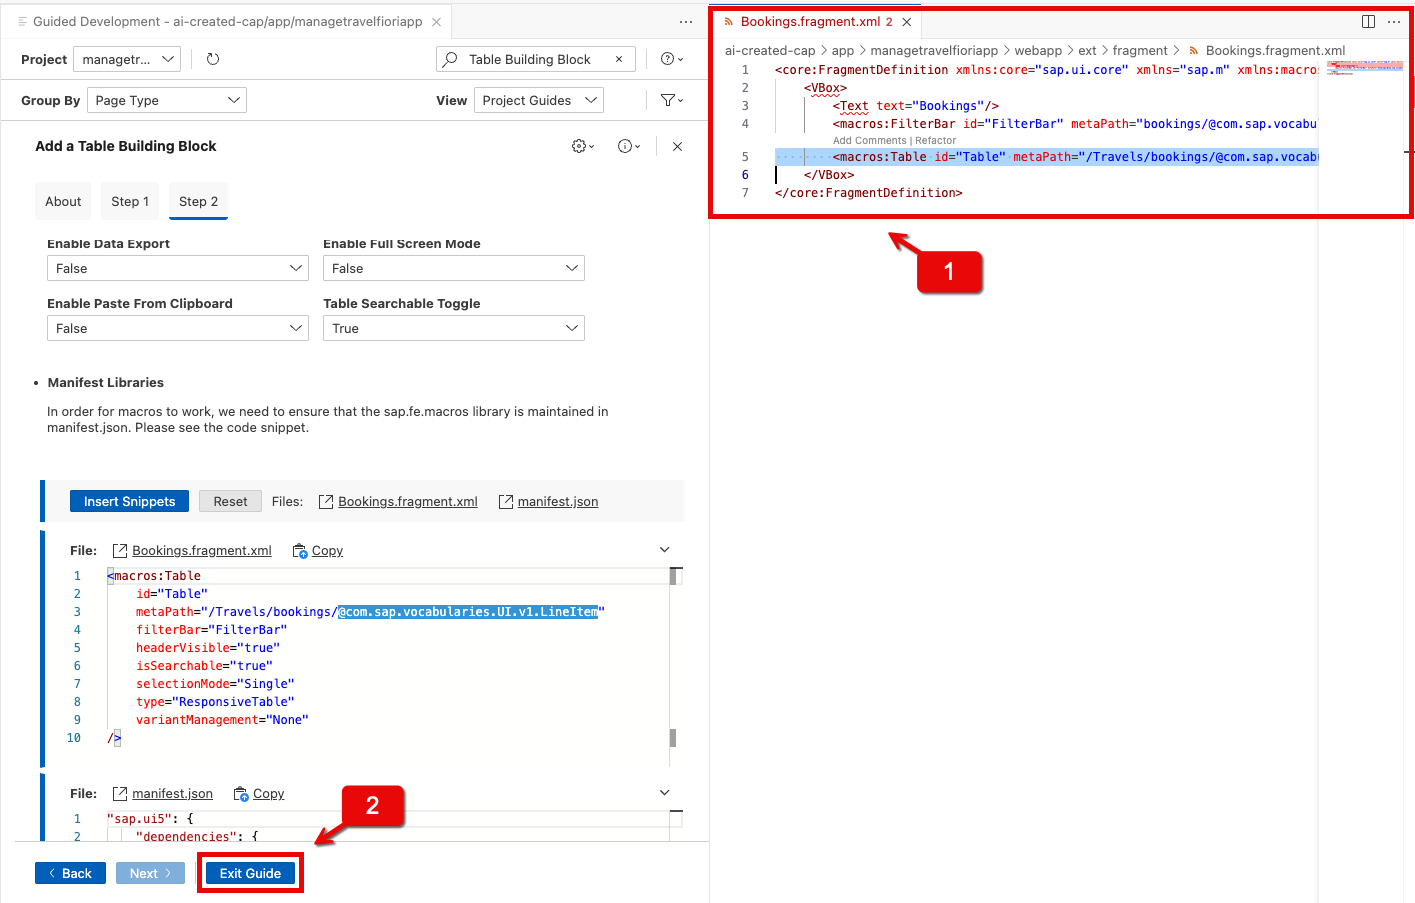 Guided Development - ai-created-cap/app/managetravelfioriapp
Project managetr...
Table Building Block
Group By Page Type
View Project Guides
Add a Table Building Block
About Step 1 Step 2
Enable Data Export Enable Full Screen Mode
False False
Enable Paste From Clipboard Table Searchable Toggle
False True
• Manifest Libraries
In order for macros to work, we need to ensure that the sap.fe.macros library is maintained in
manifest.json. Please see the code snippet.
Insert Snippets Reset Files: Bookings.fragment.xml manifest.json
File: Bookings.fragment.xml Copy
1 <macros:Table
2 id="Table"
3 metaPath="/Travels/bookings/@com.sap.vocabularies.UI.v1.LineItem"
4 filterBar="FilterBar"
5 headerVisible="true"
6 isSearchable="true"
7 selectionMode="Single"
8 type="ResponsiveTable"
9 variantManagement="None"
10 />
File: manifest.json Copy
1 "sap.ui5": {
2 "dependencies": {
2
Back Next Exit Guide
Bookings.fragment.xml 2
ai-created-cap > app > managetravelfioriapp > webapp > ext > fragment > Bookings.fragment.xml
1 <core:FragmentDefinition xmlns:core="sap.ui.core" xmlns="sap.m" xmlns:macro
2 <VBox>
3 <Text text="Bookings"/>
4 <macros:FilterBar id="FilterBar" metaPath="bookings/@com.sap.vocabu
Add Comments | Refactor
5 <macros:Table id="Table" metaPath="/Travels/bookings/@com.sap.vocab
6 </VBox>
7 </core:FragmentDefinition>
1